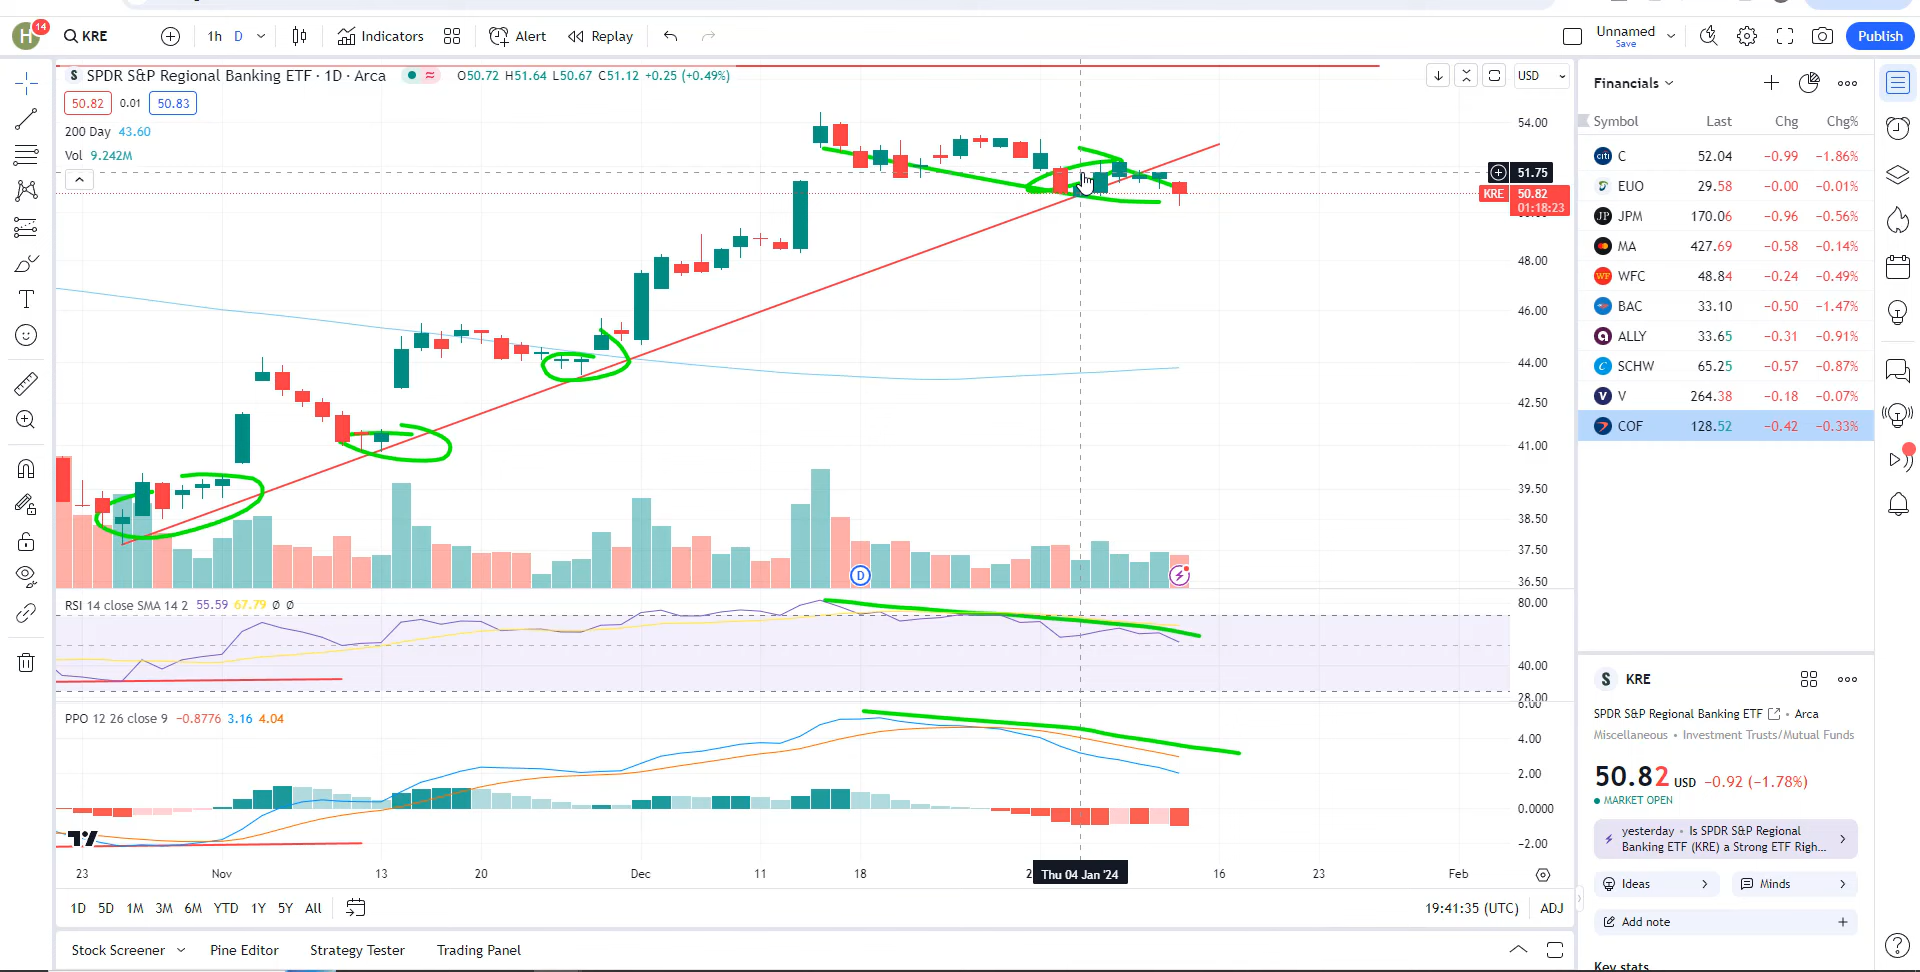 H 14 KRE 1h D Indicators Alert Replay Unnamed Save Publish
S SPDR S&P Regional Banking ETF · 1D · Arca O50.72 H51.64 L50.67 C51.12 +0.25 (+0.49%) USD
50.82 0.01 50.83
200 Day 43.60
Vol 9.242M
54.00
51.75
KRE 50.82
01:18:23
48.00
46.00
44.00
42.50
41.00
39.50
38.50
37.50
36.50
D
RSI 14 close SMA 14 2 55.59 67.79 Ø Ø
80.00
40.00
28.00
PPO 12 26 close 9 −0.8776 3.16 4.04
6.00
4.00
2.00
0.0000
−2.00
23 Nov 13 20 Dec 11 18 2 Thu 04 Jan '24 16 23 Feb
1D 5D 1M 3M 6M YTD 1Y 5Y All 19:41:35 (UTC) ADJ
Stock Screener Pine Editor Strategy Tester Trading Panel
Financials
Symbol Last Chg Chg%
citi C 52.04 −0.99 −1.86%
EUO 29.58 −0.00 −0.01%
JP JPM 170.06 −0.96 −0.56%
MA 427.69 −0.58 −0.14%
WF WFC 48.84 −0.24 −0.49%
BAC 33.10 −0.50 −1.47%
a ALLY 33.65 −0.31 −0.91%
C SCHW 65.25 −0.57 −0.87%
V V 264.38 −0.18 −0.07%
COF 128.52 −0.42 −0.33%
S KRE
SPDR S&P Regional Banking ETF • Arca
Miscellaneous • Investment Trusts/Mutual Funds
50.82 USD −0.92 (−1.78%)
MARKET OPEN
yesterday • Is SPDR S&P Regional
Banking ETF (KRE) a Strong ETF Righ...
Ideas Minds
Add note
Key stats